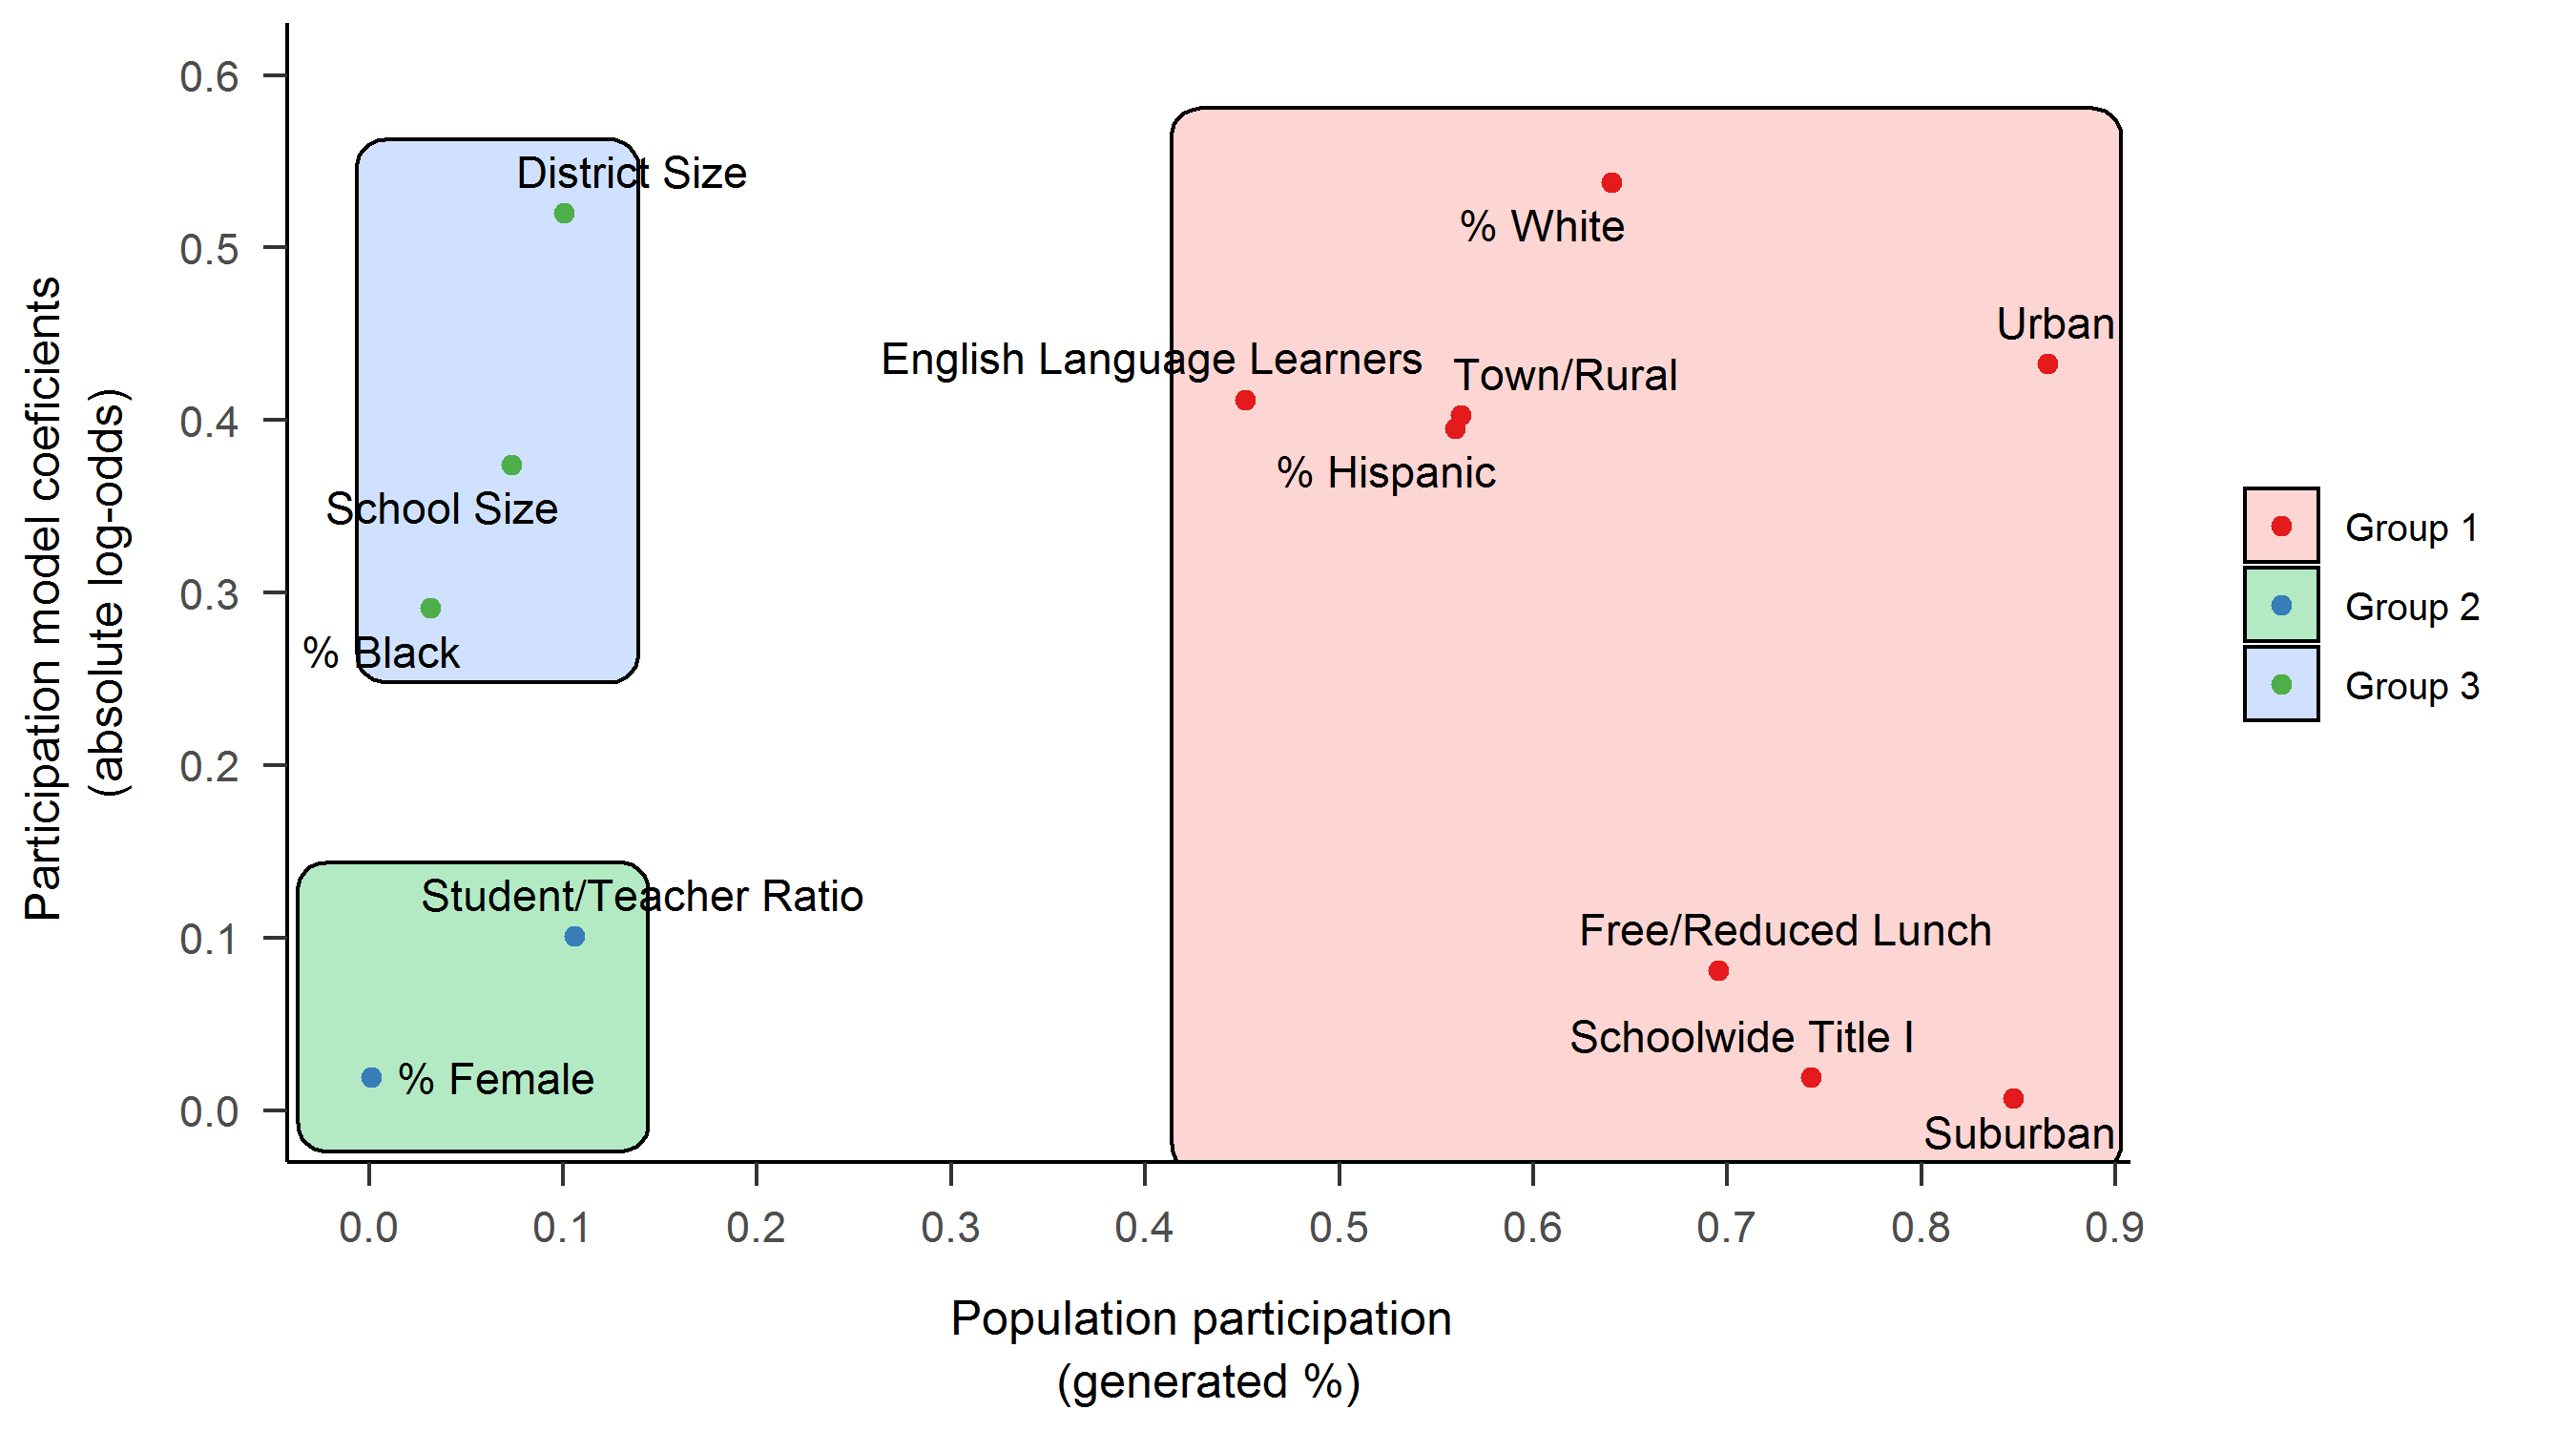 Participation model coeficients
(absolute log-odds)
0.6
0.5
0.4
0.3
0.2
0.1
0.0
District Size
School Size
% Black
Student/Teacher Ratio
% Female
% White
Urban
English Language Learners
Town/Rural
% Hispanic
Free/Reduced Lunch
Schoolwide Title I
Suburban
0.0 0.1 0.2 0.3 0.4 0.5 0.6 0.7 0.8 0.9
Population participation
(generated %)
Group 1
Group 2
Group 3